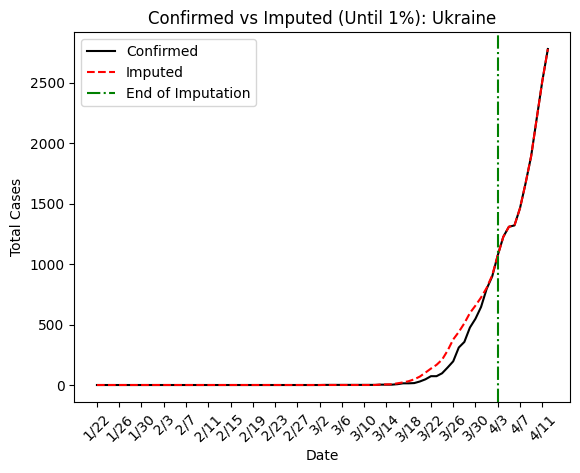 Confirmed vs Imputed (Until 1%): Ukraine
Confirmed
Imputed
End of Imputation
Total Cases
2500
2000
1500
1000
500
0
1/22 1/26 1/30 2/3 2/7 2/11 2/15 2/19 2/23 2/27 3/2 3/6 3/10 3/14 3/18 3/22 3/26 3/30 4/3 4/7 4/11
Date